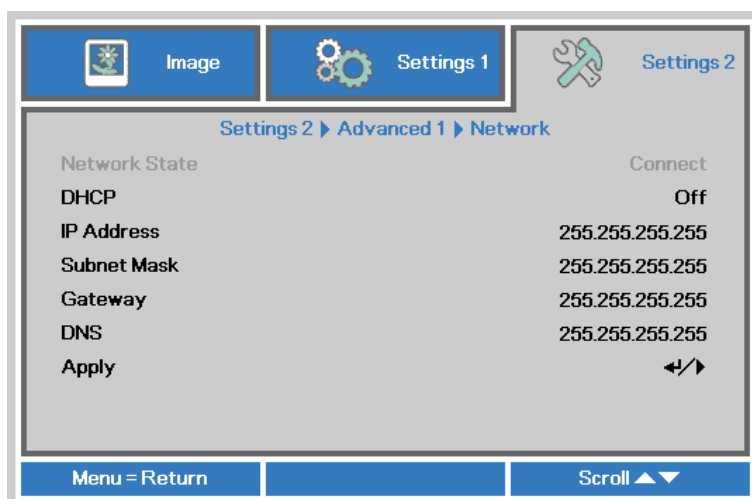 Image Settings 1 Settings 2
Settings 2 Advanced 1 Network
Network State Connect
DHCP Off
IP Address 255.255.255.255
Subnet Mask 255.255.255.255
Gateway 255.255.255.255
DNS 255.255.255.255
Apply
Menu = Return Scroll